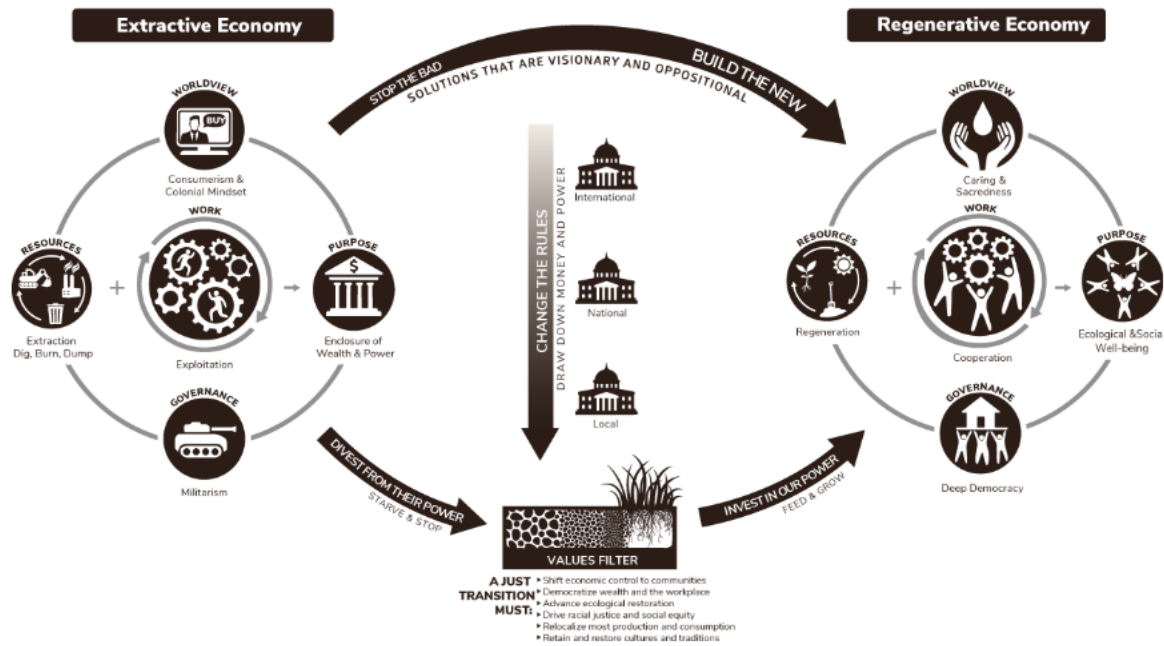 Extractive Economy
Regenerative Economy
STOP THE BAD
BUILD THE NEW
SOLUTIONS THAT ARE VISIONARY AND OPPOSITIONAL
WORLDVIEW
BUY
Consumerism &
Colonial Mindset
WORK
RESOURCES
PURPOSE
$
Extraction
Dig, Burn, Dump
Exploitation
Enclosure of
Wealth & Power
GOVERNANCE
Militarism
CHANGE THE RULES
DRAW DOWN MONEY AND POWER
International
National
Local
DIVEST FROM THEIR POWER
STARVE & STOP
INVEST IN OUR POWER
FEED & GROW
VALUES FILTER
A JUST
TRANSITION
MUST:
Shift economic control to communities
Democratize wealth and the workplace
Advance ecological restoration
Drive racial justice and social equity
Relocalize most production and consumption
Retain and restore cultures and traditions
WORLDVIEW
Caring &
Sacredness
WORK
RESOURCES
PURPOSE
Regeneration
Cooperation
Ecological &Socia
Well-being
GOVERNANCE
Deep Democracy